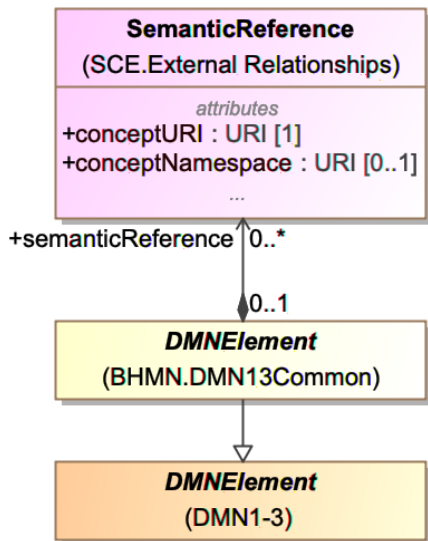 SemanticReference
(SCE.External Relationships)
attributes
+conceptURI : URI [1]
+conceptNamespace : URI [0..1]
...
+semanticReference 0..*
0..1
DMNElement
(BHMN.DMN13Common)
DMNElement
(DMN1-3)